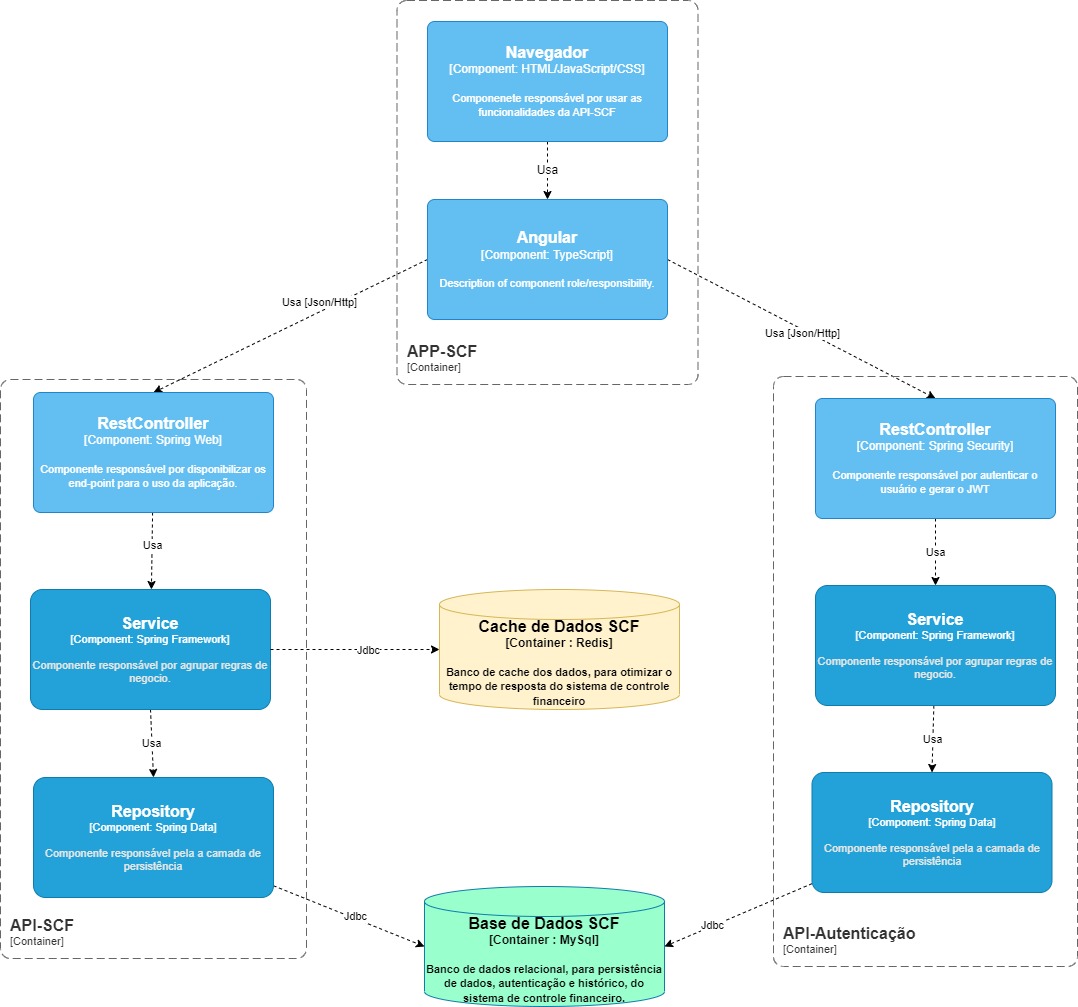 Navegador
[Component: HTML/JavaScript/CSS]
Componenete responsável por usar as
funcionalidades da API-SCF
Usa
Angular
[Component: TypeScript]
Description of component role/responsibility.
Usa [Json/Http]
Usa [Json/Http]
APP-SCF
[Container]
RestController
[Component: Spring Web]
Componente responsável por disponibilizar os
end-point para o uso da aplicação.
RestController
[Component: Spring Security]
Componente responsável por autenticar o
usuário e gerar o JWT
Usa
Usa
Service
[Component: Spring Framework]
Componente responsável por agrupar regras de
negocio.
Jdbc
Cache de Dados SCF
[Container : Redis]
Banco de cache dos dados, para otimizar o
tempo de resposta do sistema de controle
financeiro
Service
[Component: Spring Framework]
Componente responsável por agrupar regras de
negocio.
Usa
Usa
Repository
[Component: Spring Data]
Componente responsável pela a camada de
persistência
Repository
[Component: Spring Data]
Componente responsável pela a camada de
persistência
Jdbc
Jdbc
API-SCF
[Container]
Base de Dados SCF
[Container : MySql]
Banco de dados relacional, para persistência
de dados, autenticação e histórico, do
sistema de controle financeiro.
API-Autenticação
[Container]